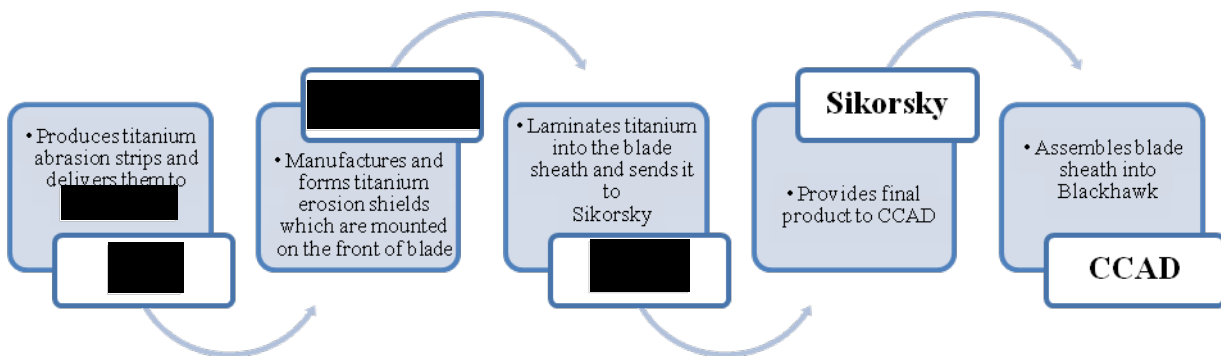 • Produces titanium
abrasion strips and
delivers them to
• Manufactures and
forms titanium
erosion shields
which are mounted
on the front of blade
• Laminates titanium
into the blade
sheath and sends it
to
Sikorsky
Sikorsky
• Provides final
product to CCAD
• Assembles blade
sheath into
Blackhawk
CCAD